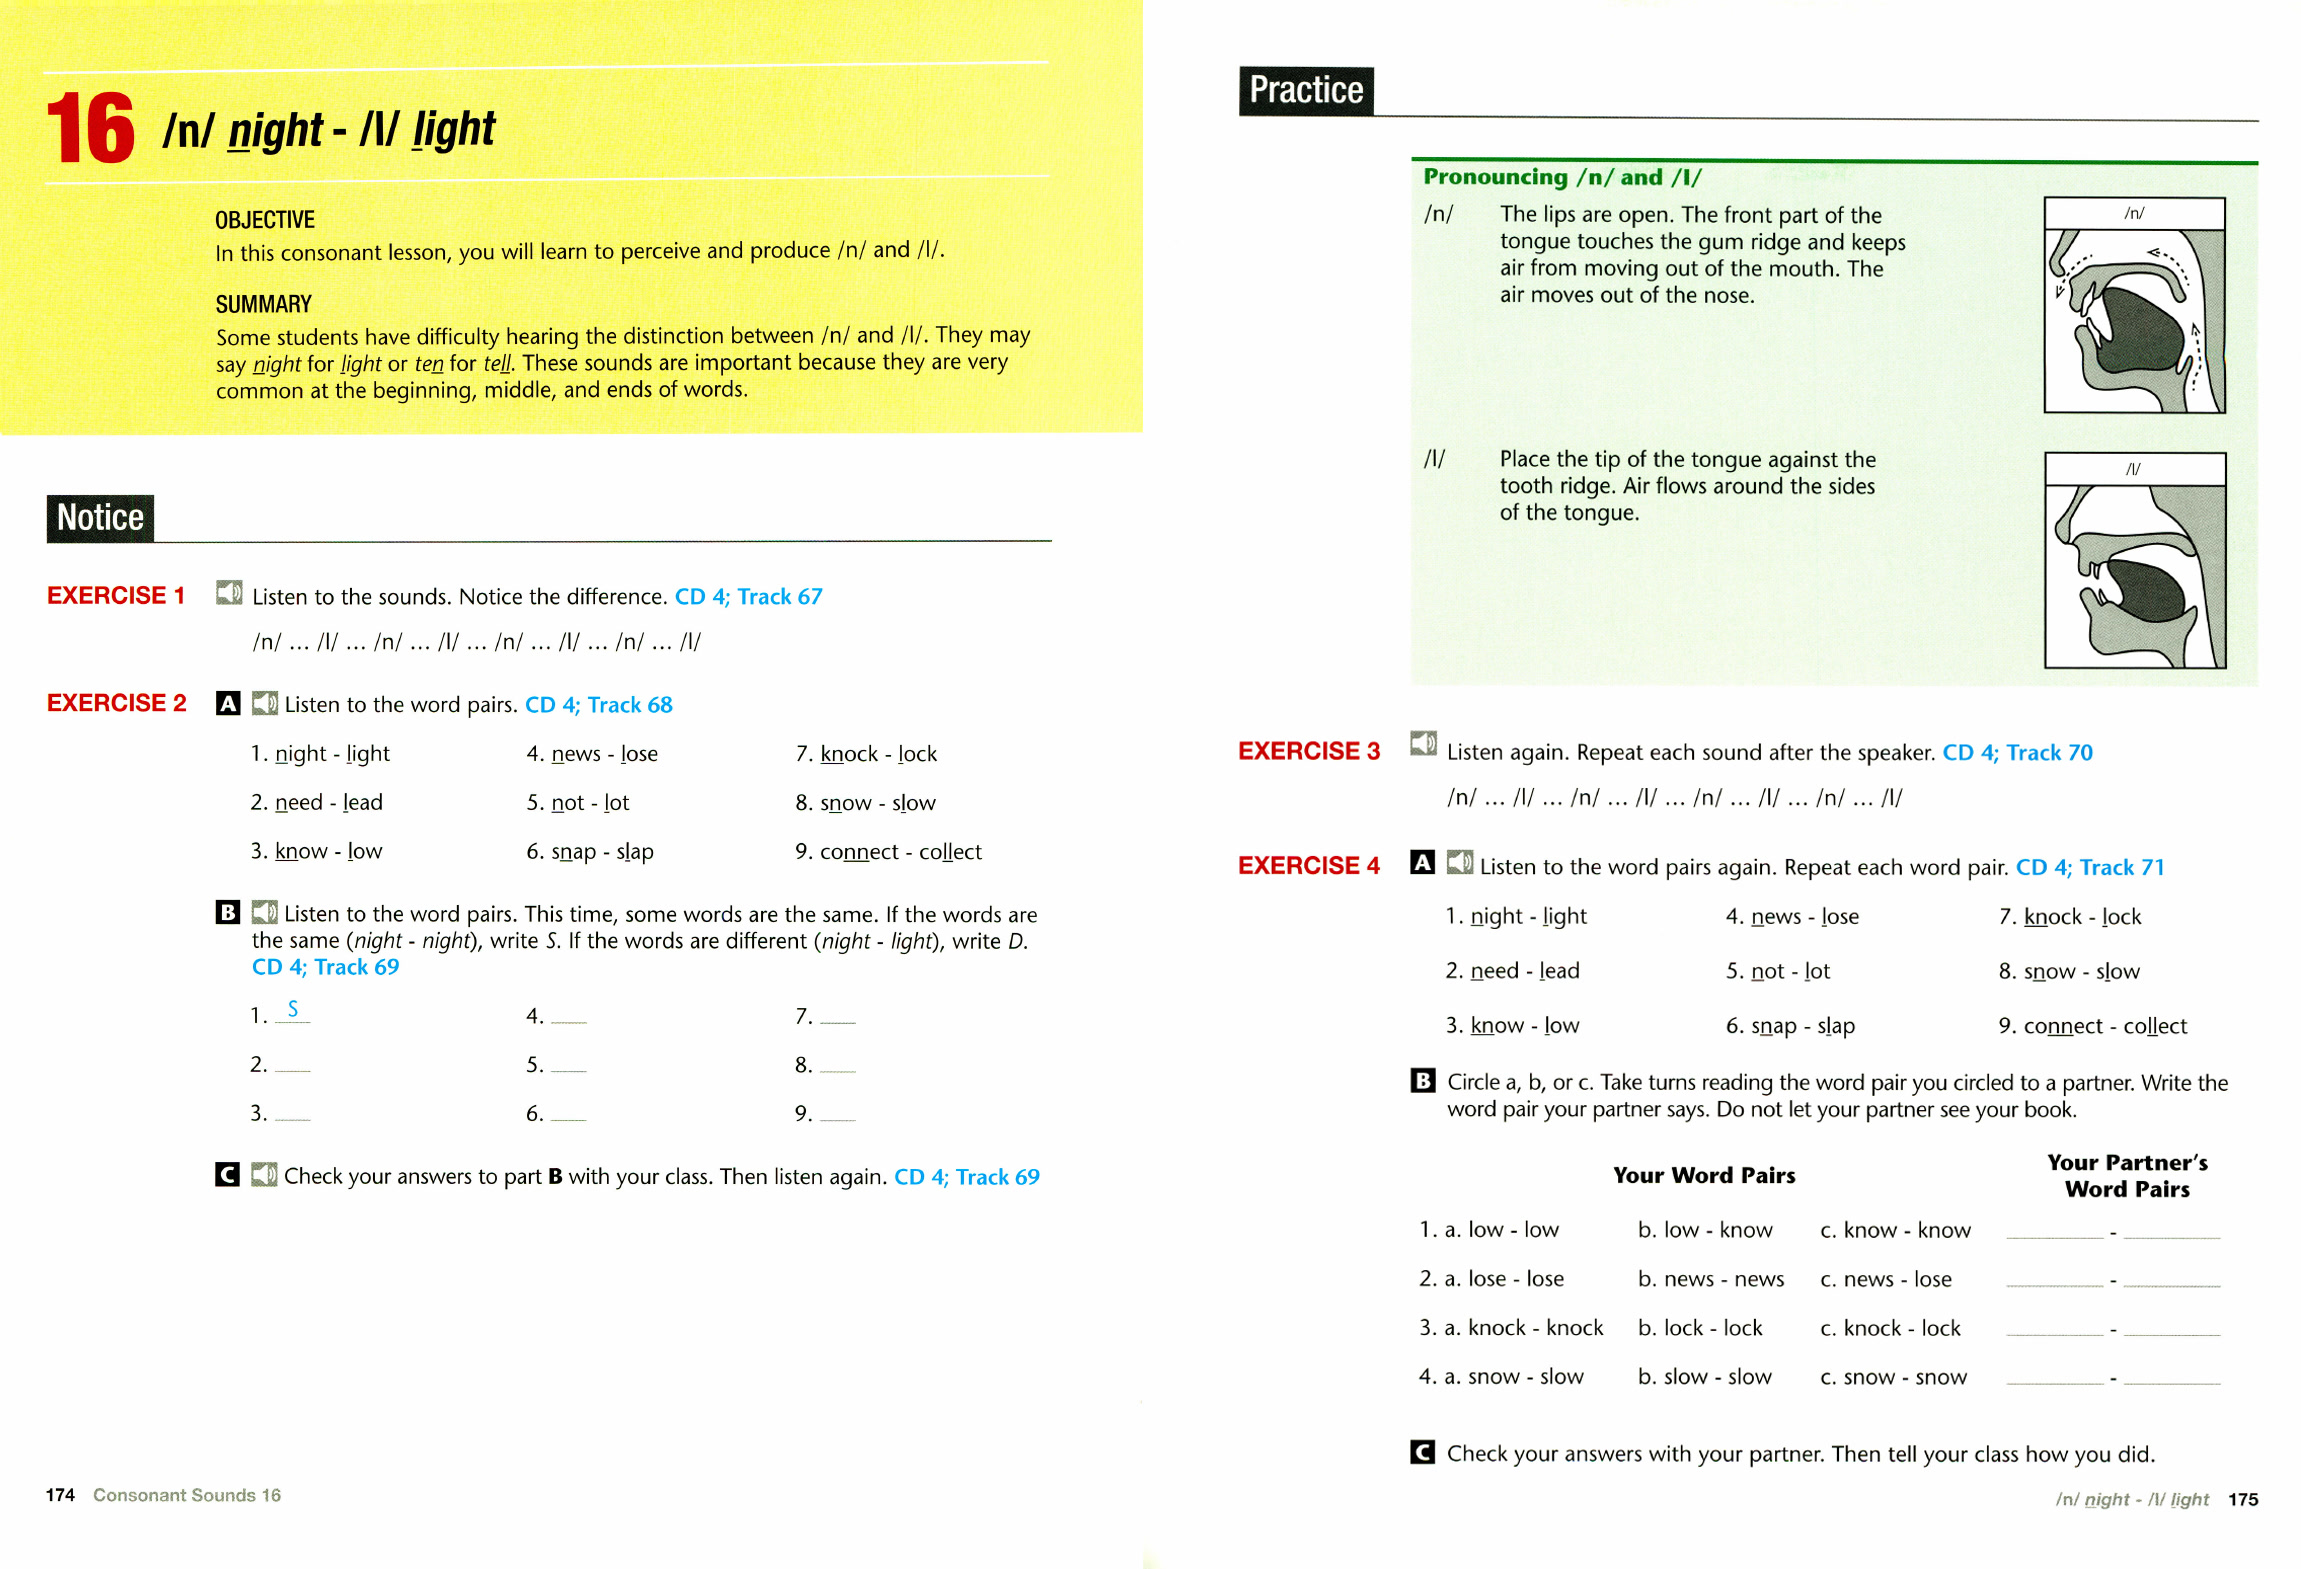 16 /n/ night - /l/ light
OBJECTIVE
In this consonant lesson, you will learn to perceive and produce /n/ and /l/.
SUMMARY
Some students have difficulty hearing the distinction between /n/ and /l/. They may
say night for light or ten for tell. These sounds are important because they are very
common at the beginning, middle, and ends of words.
Notice
EXERCISE 1 Listen to the sounds. Notice the difference. CD 4; Track 67
/n/ ... /l/ ... /n/ ... /l/ ... /n/ ... /l/ ... /n/ ... /l/
EXERCISE 2 A Listen to the word pairs. CD 4; Track 68
1. night - light 4. news - lose 7. knock - lock
2. need - lead 5. not - lot 8. snow - slow
3. know - low 6. snap - slap 9. connect - collect
B Listen to the word pairs. This time, some words are the same. If the words are
the same (night - night), write S. If the words are different (night - light), write D.
CD 4; Track 69
1. S 4. ___ 7. ___
2. ___ 5. ___ 8. ___
3. ___ 6. ___ 9. ___
C Check your answers to part B with your class. Then listen again. CD 4; Track 69
174 Consonant Sounds 16
Practice
Pronouncing /n/ and /l/
/n/ The lips are open. The front part of the
tongue touches the gum ridge and keeps
air from moving out of the mouth. The
air moves out of the nose.
/n/
/l/ Place the tip of the tongue against the
tooth ridge. Air flows around the sides
of the tongue.
/l/
EXERCISE 3 Listen again. Repeat each sound after the speaker. CD 4; Track 70
/n/ ... /l/ ... /n/ ... /l/ ... /n/ ... /l/ ... /n/ ... /l/
EXERCISE 4 A Listen to the word pairs again. Repeat each word pair. CD 4; Track 71
1. night - light 4. news - lose 7. knock - lock
2. need - lead 5. not - lot 8. snow - slow
3. know - low 6. snap - slap 9. connect - collect
B Circle a, b, or c. Take turns reading the word pair you circled to a partner. Write the
word pair your partner says. Do not let your partner see your book.
Your Word Pairs Your Partner's
Word Pairs
1. a. low - low b. low - know c. know - know ___ - ___
2. a. lose - lose b. news - news c. news - lose ___ - ___
3. a. knock - knock b. lock - lock c. knock - lock ___ - ___
4. a. snow - slow b. slow - slow c. snow - snow ___ - ___
C Check your answers with your partner. Then tell your class how you did.
/n/ night - /l/ light 175